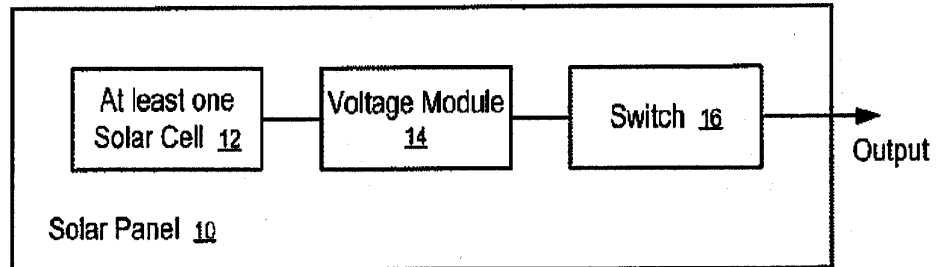 At least one
Solar Cell 12
Voltage Module
14
Switch 16
Output
Solar Panel 10